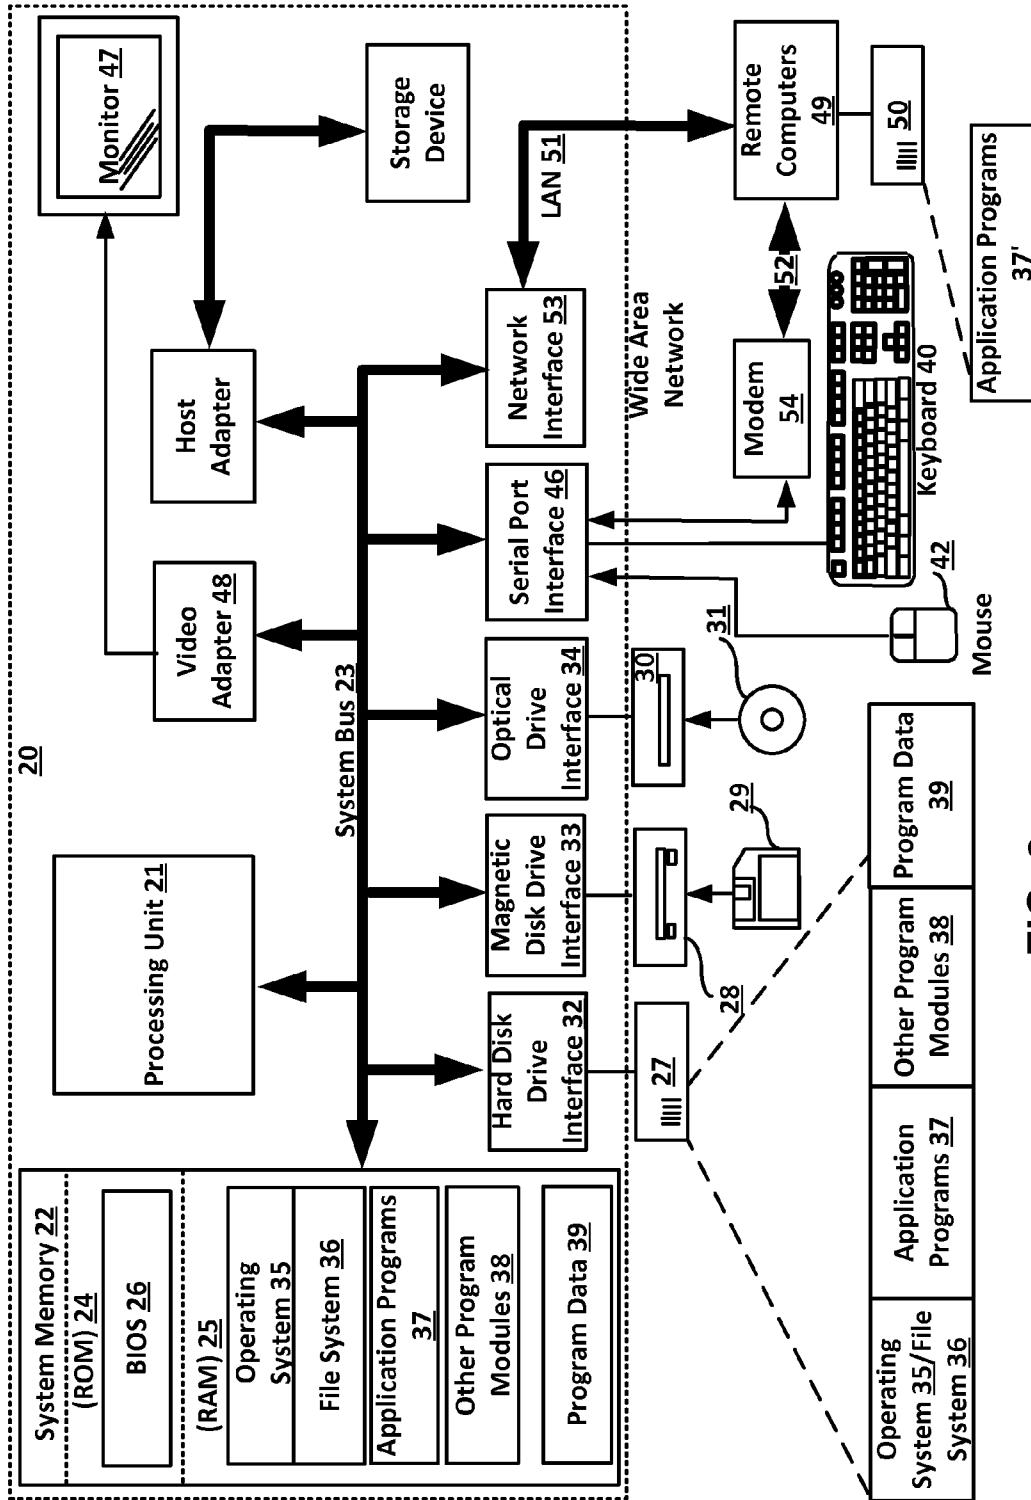 System Memory 22
(ROM) 24
BIOS 26
(RAM) 25
Operating
System 35
File System 36
Application Programs
37
Other Program
Modules 38
Program Data 39
20
Processing Unit 21
Video
Adapter 48
Host
Adapter
Monitor 47
Storage
Device
System Bus 23
Hard Disk
Drive
Interface 32
Magnetic
Disk Drive
Interface 33
Optical
Drive
Interface 34
Serial Port
Interface 46
Network
Interface 53
LAN 51
Wide Area
Network
27
28
29
30
31
Modem
54
52
Remote
Computers
49
50
Keyboard 40
42
Mouse
Application Programs
37'
Operating
System 35/File
System 36
Application
Programs 37
Other Program
Modules 38
Program Data
39
FIG.